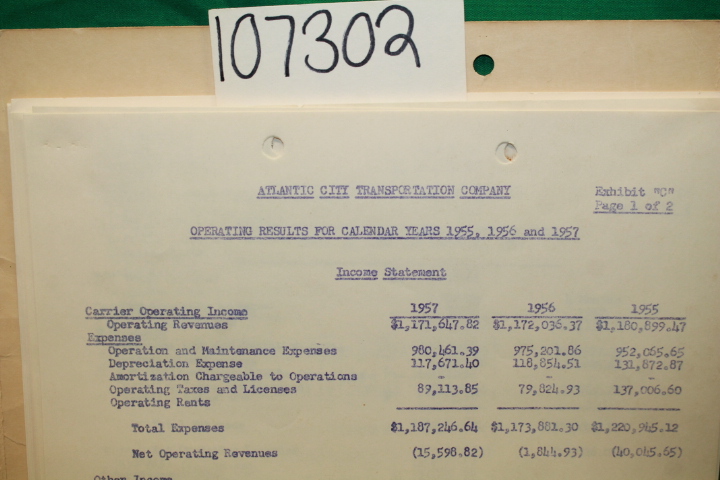 107302
ATLANTIC CITY TRANSPORTATION COMPANY
Exhibit "C"
Page 1 of 2
OPERATING RESULTS FOR CALENDAR YEARS 1955, 1956 and 1957
Income Statement
Carrier Operating Income 1957 1956 1955
Operating Revenues $1,171,647.82 $1,172,036.37 $1,180,899.47
Expenses
Operation and Maintenance Expenses 980,461.39 975,201.86 952,065.65
Depreciation Expense 117,671.40 118,854.51 131,872.87
Amortization Chargeable to Operations - - -
Operating Taxes and Licenses 89,113.85 79,824.93 137,006.60
Operating Rents
Total Expenses $1,187,246.64 $1,173,881.30 $1,220,945.12
Net Operating Revenues (15,598.82) (1,844.93) (40,045.65)
Other Income